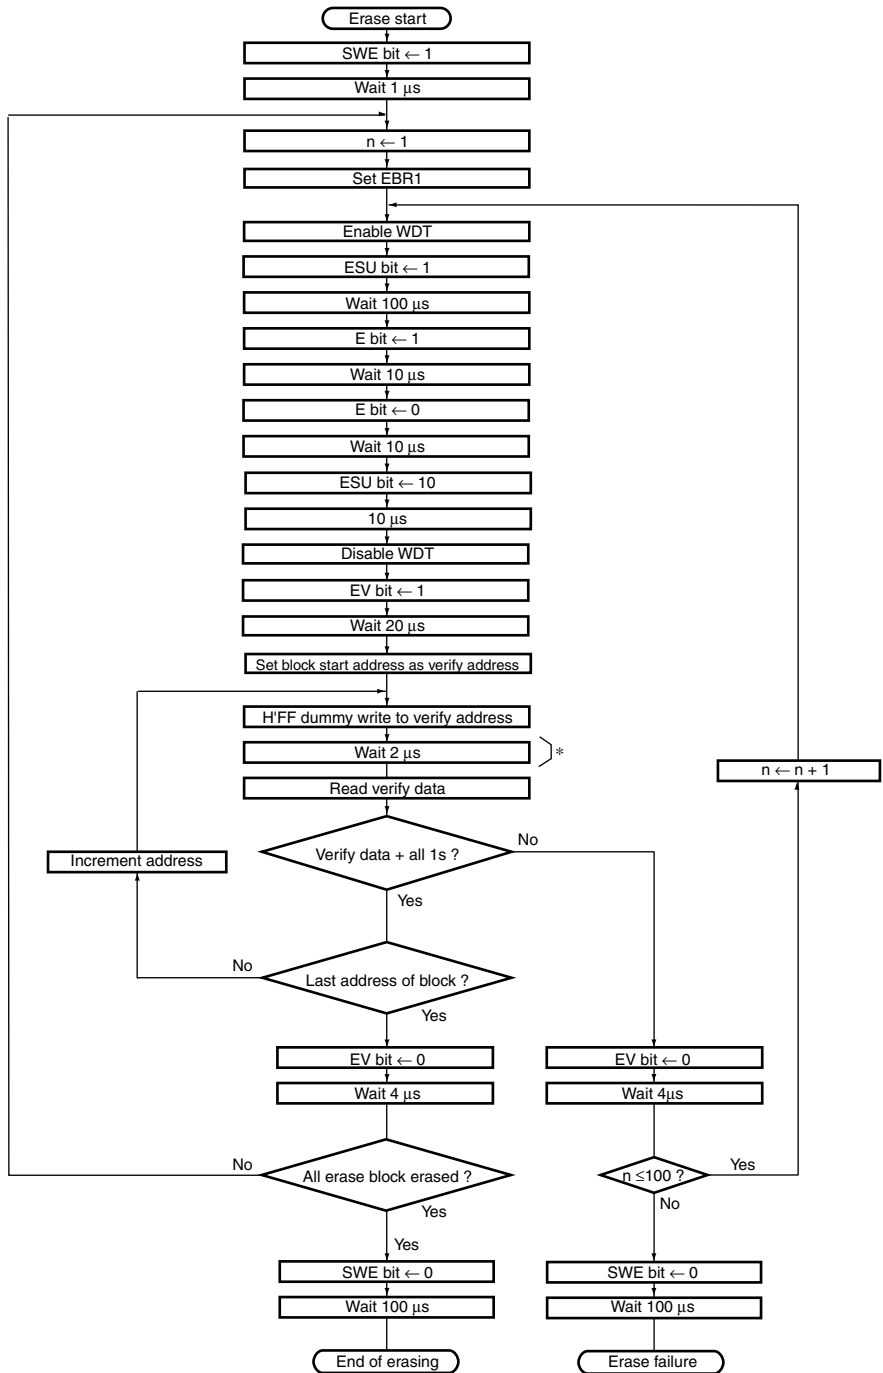 Erase start
SWE bit ← 1
Wait 1 µs
n ← 1
Set EBR1
Enable WDT
ESU bit ← 1
Wait 100 µs
E bit ← 1
Wait 10 µs
E bit ← 0
Wait 10 µs
ESU bit ← 10
10 µs
Disable WDT
EV bit ← 1
Wait 20 µs
Set block start address as verify address
H'FF dummy write to verify address
Wait 2 µs
*
n ← n + 1
Read verify data
Increment address
Verify data + all 1s ?
No
Yes
No
Last address of block ?
Yes
EV bit ← 0
EV bit ← 0
Wait 4 µs
Wait 4µs
No
All erase block erased ?
Yes
n ≤100 ?
Yes
No
Yes
SWE bit ← 0
SWE bit ← 0
Wait 100 µs
Wait 100 µs
End of erasing
Erase failure